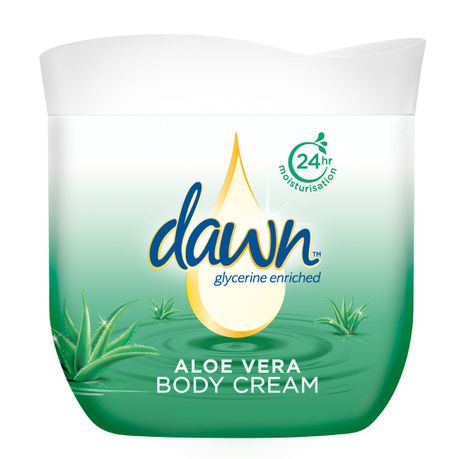 24hr
moisturisation
dawn™
glycerine enriched
ALOE VERA
BODY CREAM